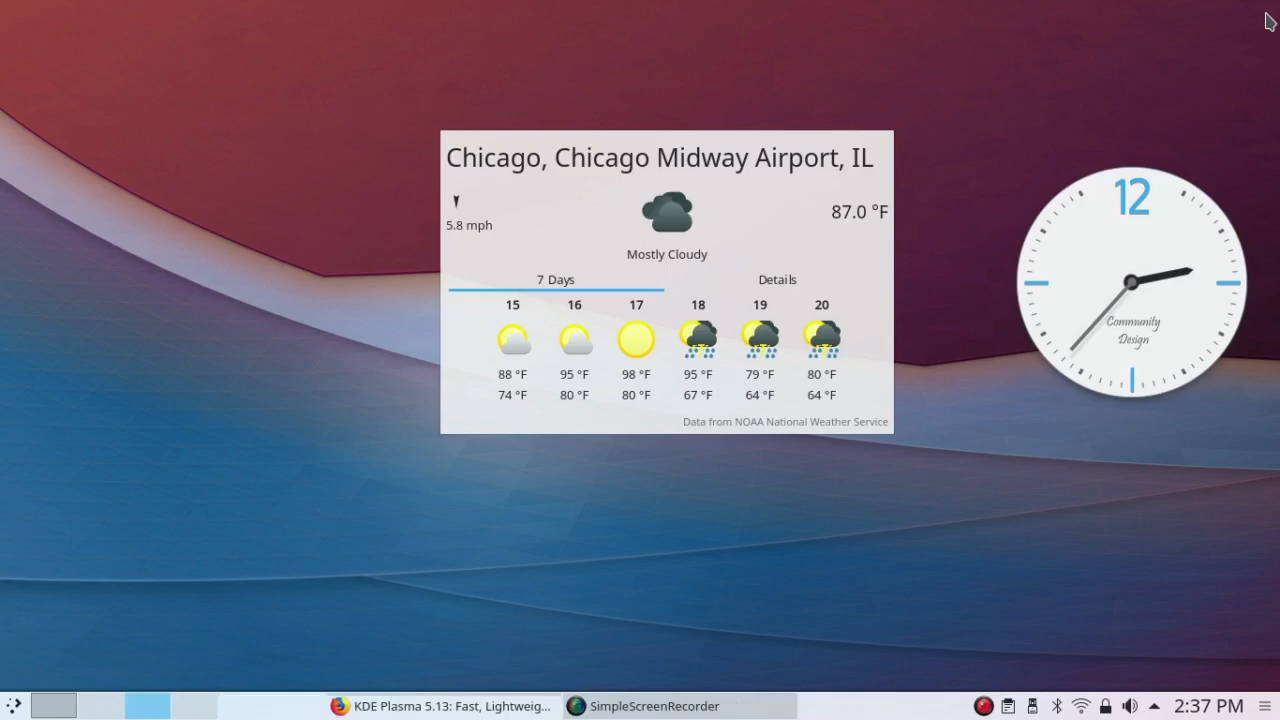 Chicago, Chicago Midway Airport, IL
5.8 mph
87.0 °F
Mostly Cloudy
7 Days Details
15 16 17 18 19 20
88 °F 95 °F 98 °F 95 °F 79 °F 80 °F
74 °F 80 °F 80 °F 67 °F 64 °F 64 °F
Data from NOAA National Weather Service
12
Community
Design
KDE Plasma 5.13: Fast, Lightweig... SimpleScreenRecorder 2:37 PM